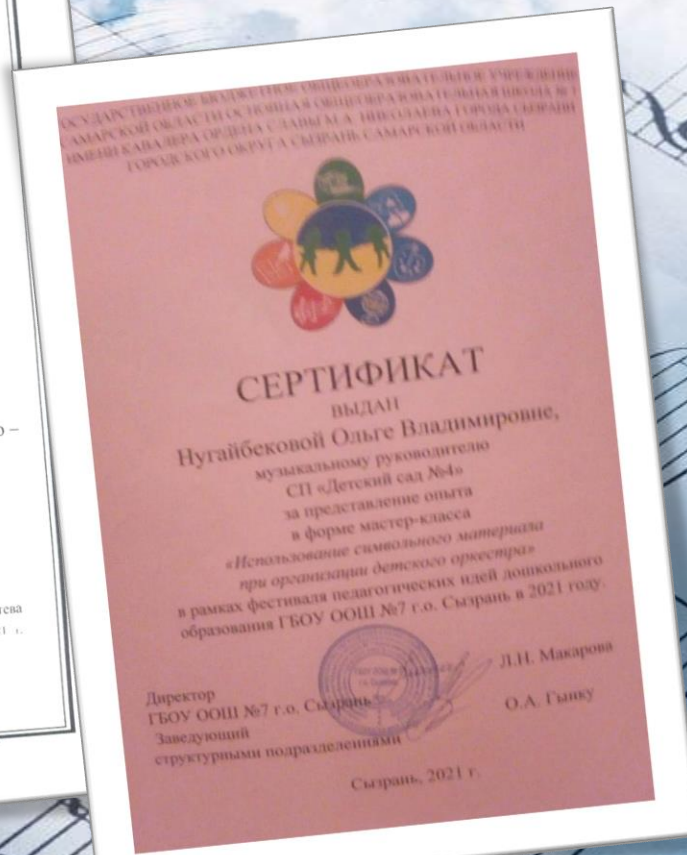 ГОСУДАРСТВЕННОЕ БЮДЖЕТНОЕ ОБЩЕОБРАЗОВАТЕЛЬНОЕ УЧРЕЖДЕНИЕ
САМАРСКОЙ ОБЛАСТИ ОСНОВНАЯ ОБЩЕОБРАЗОВАТЕЛЬНАЯ ШКОЛА №
ИМЕНИ КАВАЛЕРА ОРДЕНА СЛАВЫ М.А. НИКОЛАЕВА ГОРОДА СЫЗРАНИ
ГОРОДСКОГО ОКРУГА СЫЗРАНЬ САМАРСКОЙ ОБЛАСТИ
СЕРТИФИКАТ
ВЫДАН
Нугайбековой Ольге Владимировне,
музыкальному руководителю
СП «Детский сад №4»
за представление опыта
в форме мастер-класса
«Использование символьного материала
при организации детского оркестра»
в рамках фестиваля педагогических идей дошкольного
образования ГБОУ ООШ №7 г.о. Сызрань в 2021 году.
Директор
ГБОУ ООШ №7 г.о. Сызрань
Л.Н. Макарова
Заведующий
структурными подразделениями
О.А. Гынку
Сызрань, 2021 г.